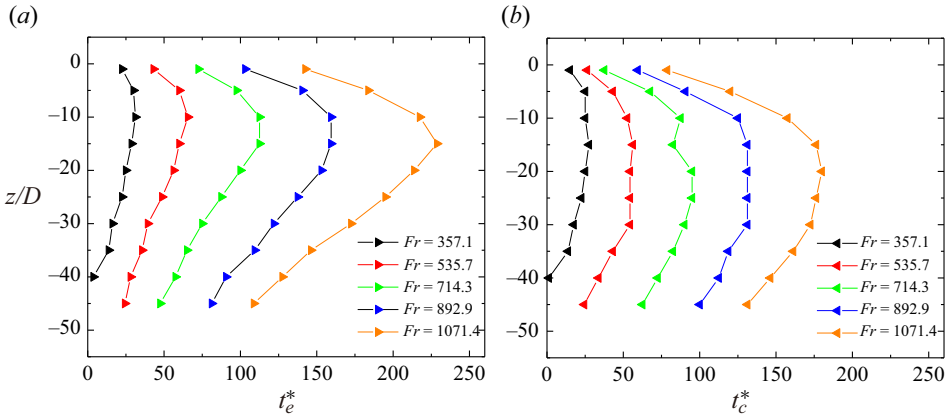 (a)
0
−10
−20
−30
−40
−50
z/D
Fr = 357.1
Fr = 535.7
Fr = 714.3
Fr = 892.9
Fr = 1071.4
0 50 100 150 200 250
t*e
(b)
0
−10
−20
−30
−40
−50
Fr = 357.1
Fr = 535.7
Fr = 714.3
Fr = 892.9
Fr = 1071.4
0 50 100 150 200 250
t*c